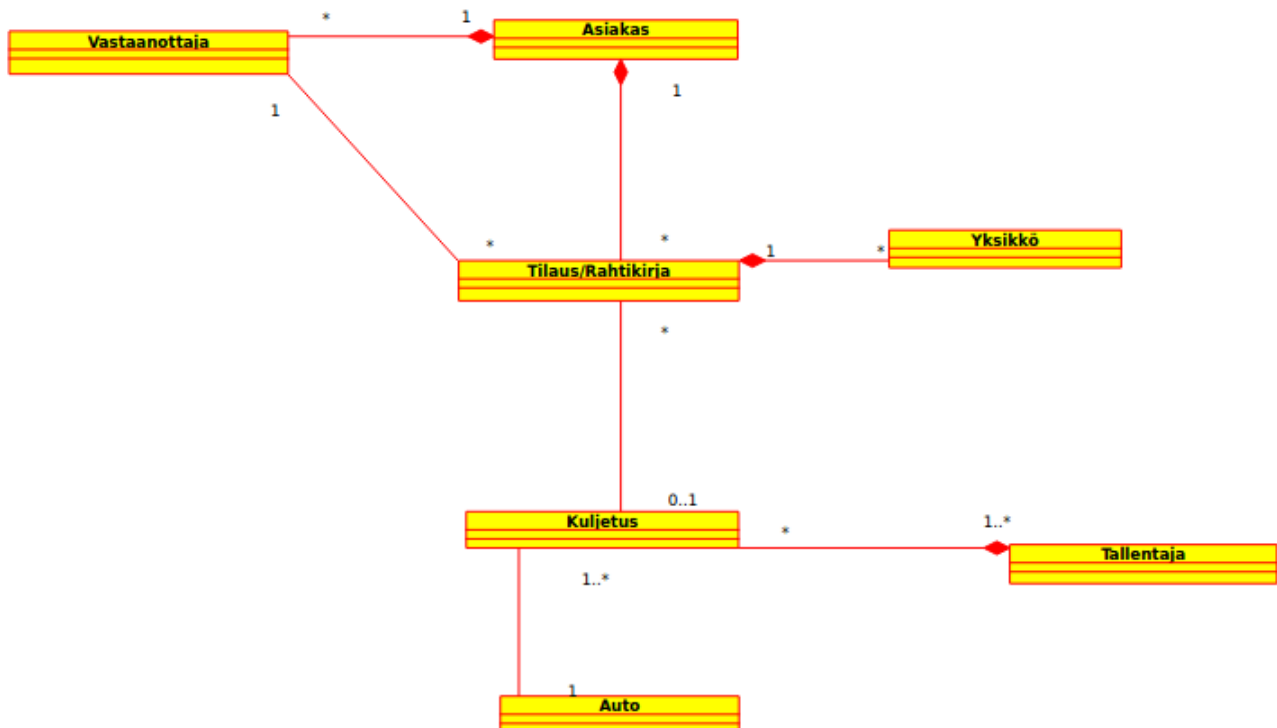 * 1 Asiakas
Vastaanottaja
1
1
* *
1 * Yksikkö
Tilaus/Rahtikirja
*
0..1
Kuljetus
* 1..*
Tallentaja
1..*
1
Auto